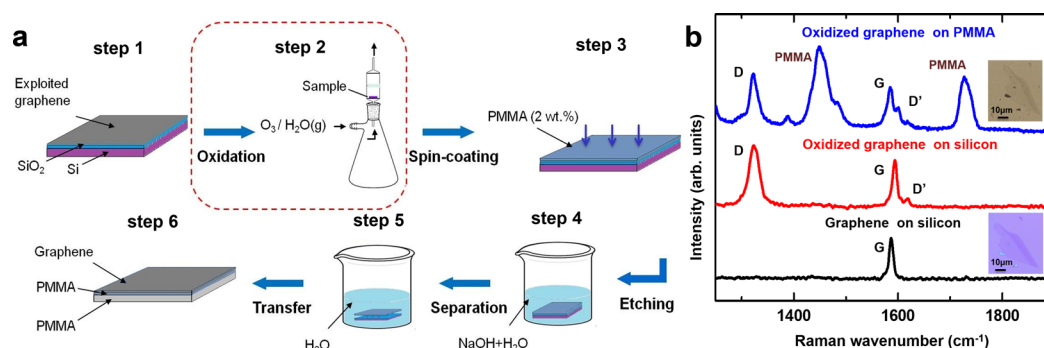 a
step 1
step 2
step 3
Exploited
graphene
SiO2
Si
Oxidation
Sample
O3 / H2O(g)
Spin-coating
PMMA (2 wt.%)
step 6
step 5
step 4
Graphene
PMMA
PMMA
Transfer
H2O
Separation
NaOH+H2O
Etching
b
Intensity (arb. units)
Oxidized graphene on PMMA
D
PMMA
G
D'
PMMA
10μm
Oxidized graphene on silicon
D
G
D'
Graphene on silicon
G
10μm
1400
1600
1800
Raman wavenumber (cm-1)